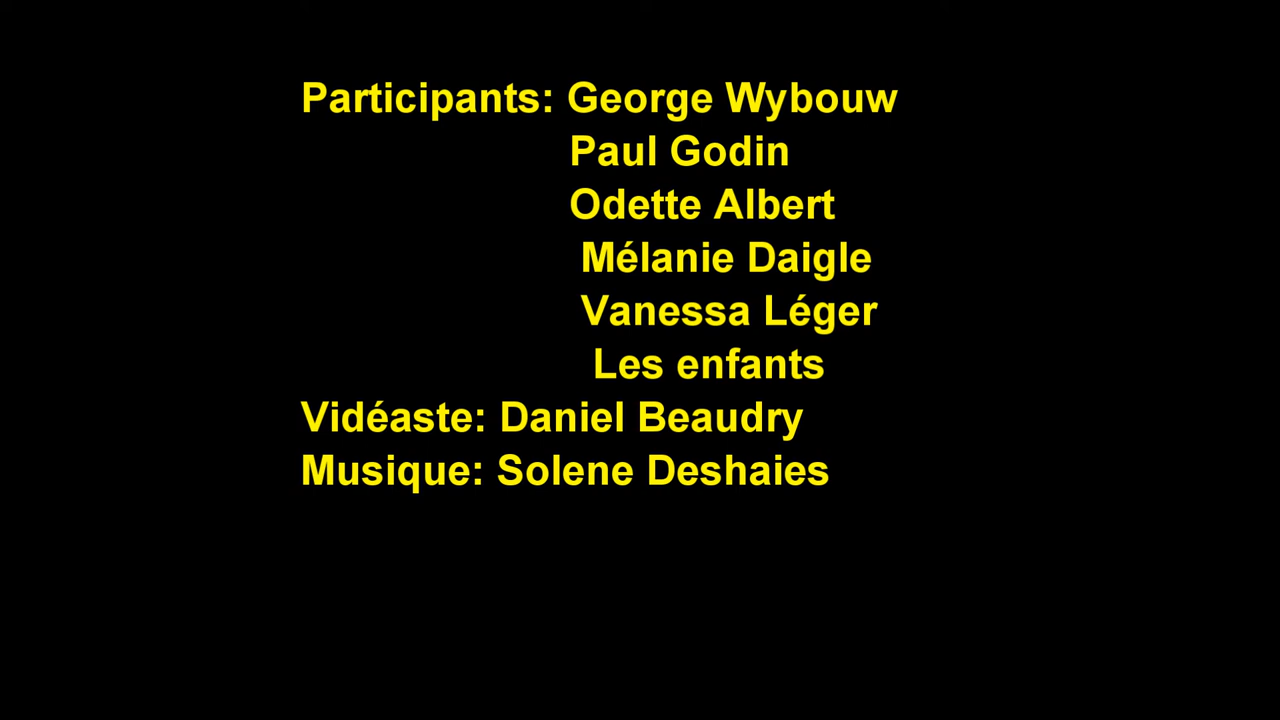 Participants: George Wybouw
Paul Godin
Odette Albert
Mélanie Daigle
Vanessa Léger
Les enfants
Vidéaste: Daniel Beaudry
Musique: Solene Deshaies